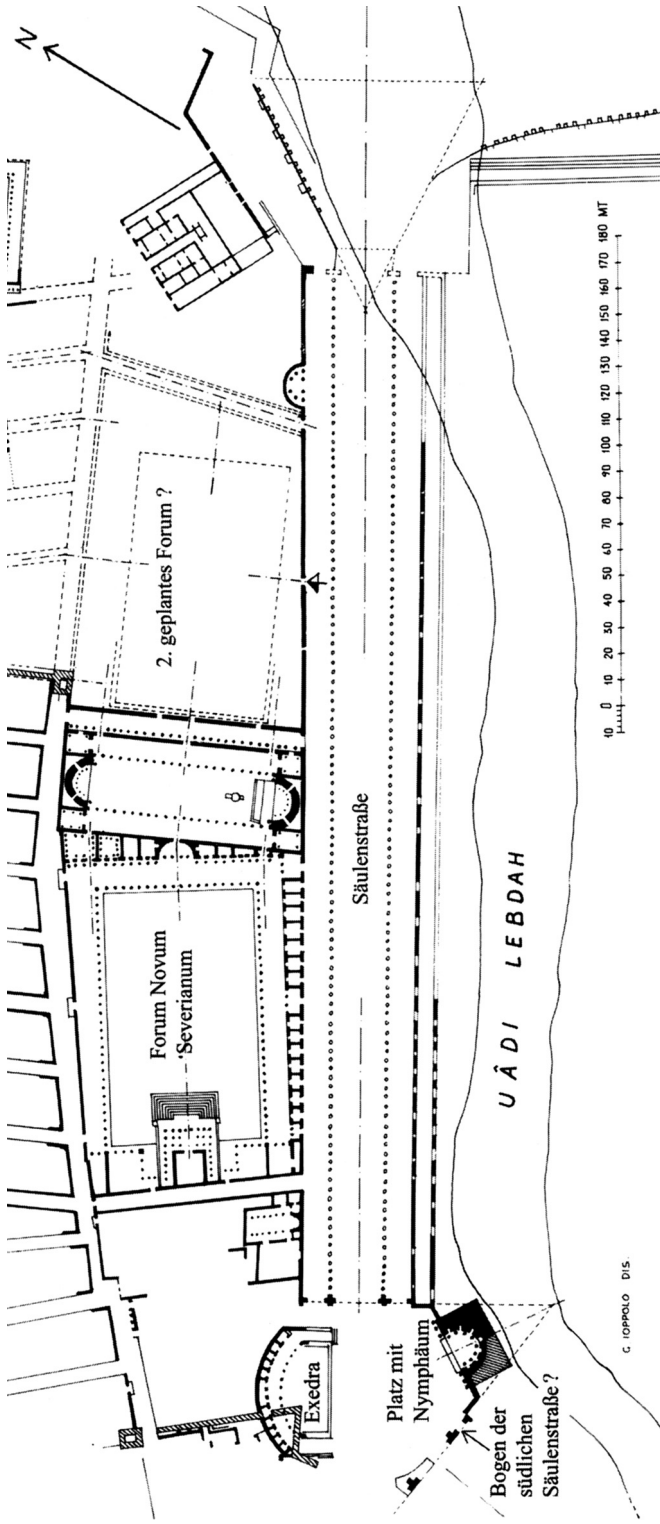 N
2. geplantes Forum ?
Forum Novum
Severianum
Säulenstraße
Exedra
Platz mit
Nymphäum
Bogen der
südlichen
Säulenstraße ?
UÂDI LEBDAH
10 0 10 20 30 40 50 60 70 80 90 100 110 120 130 140 150 160 170 180 MT
G. IOPPOLO DIS.